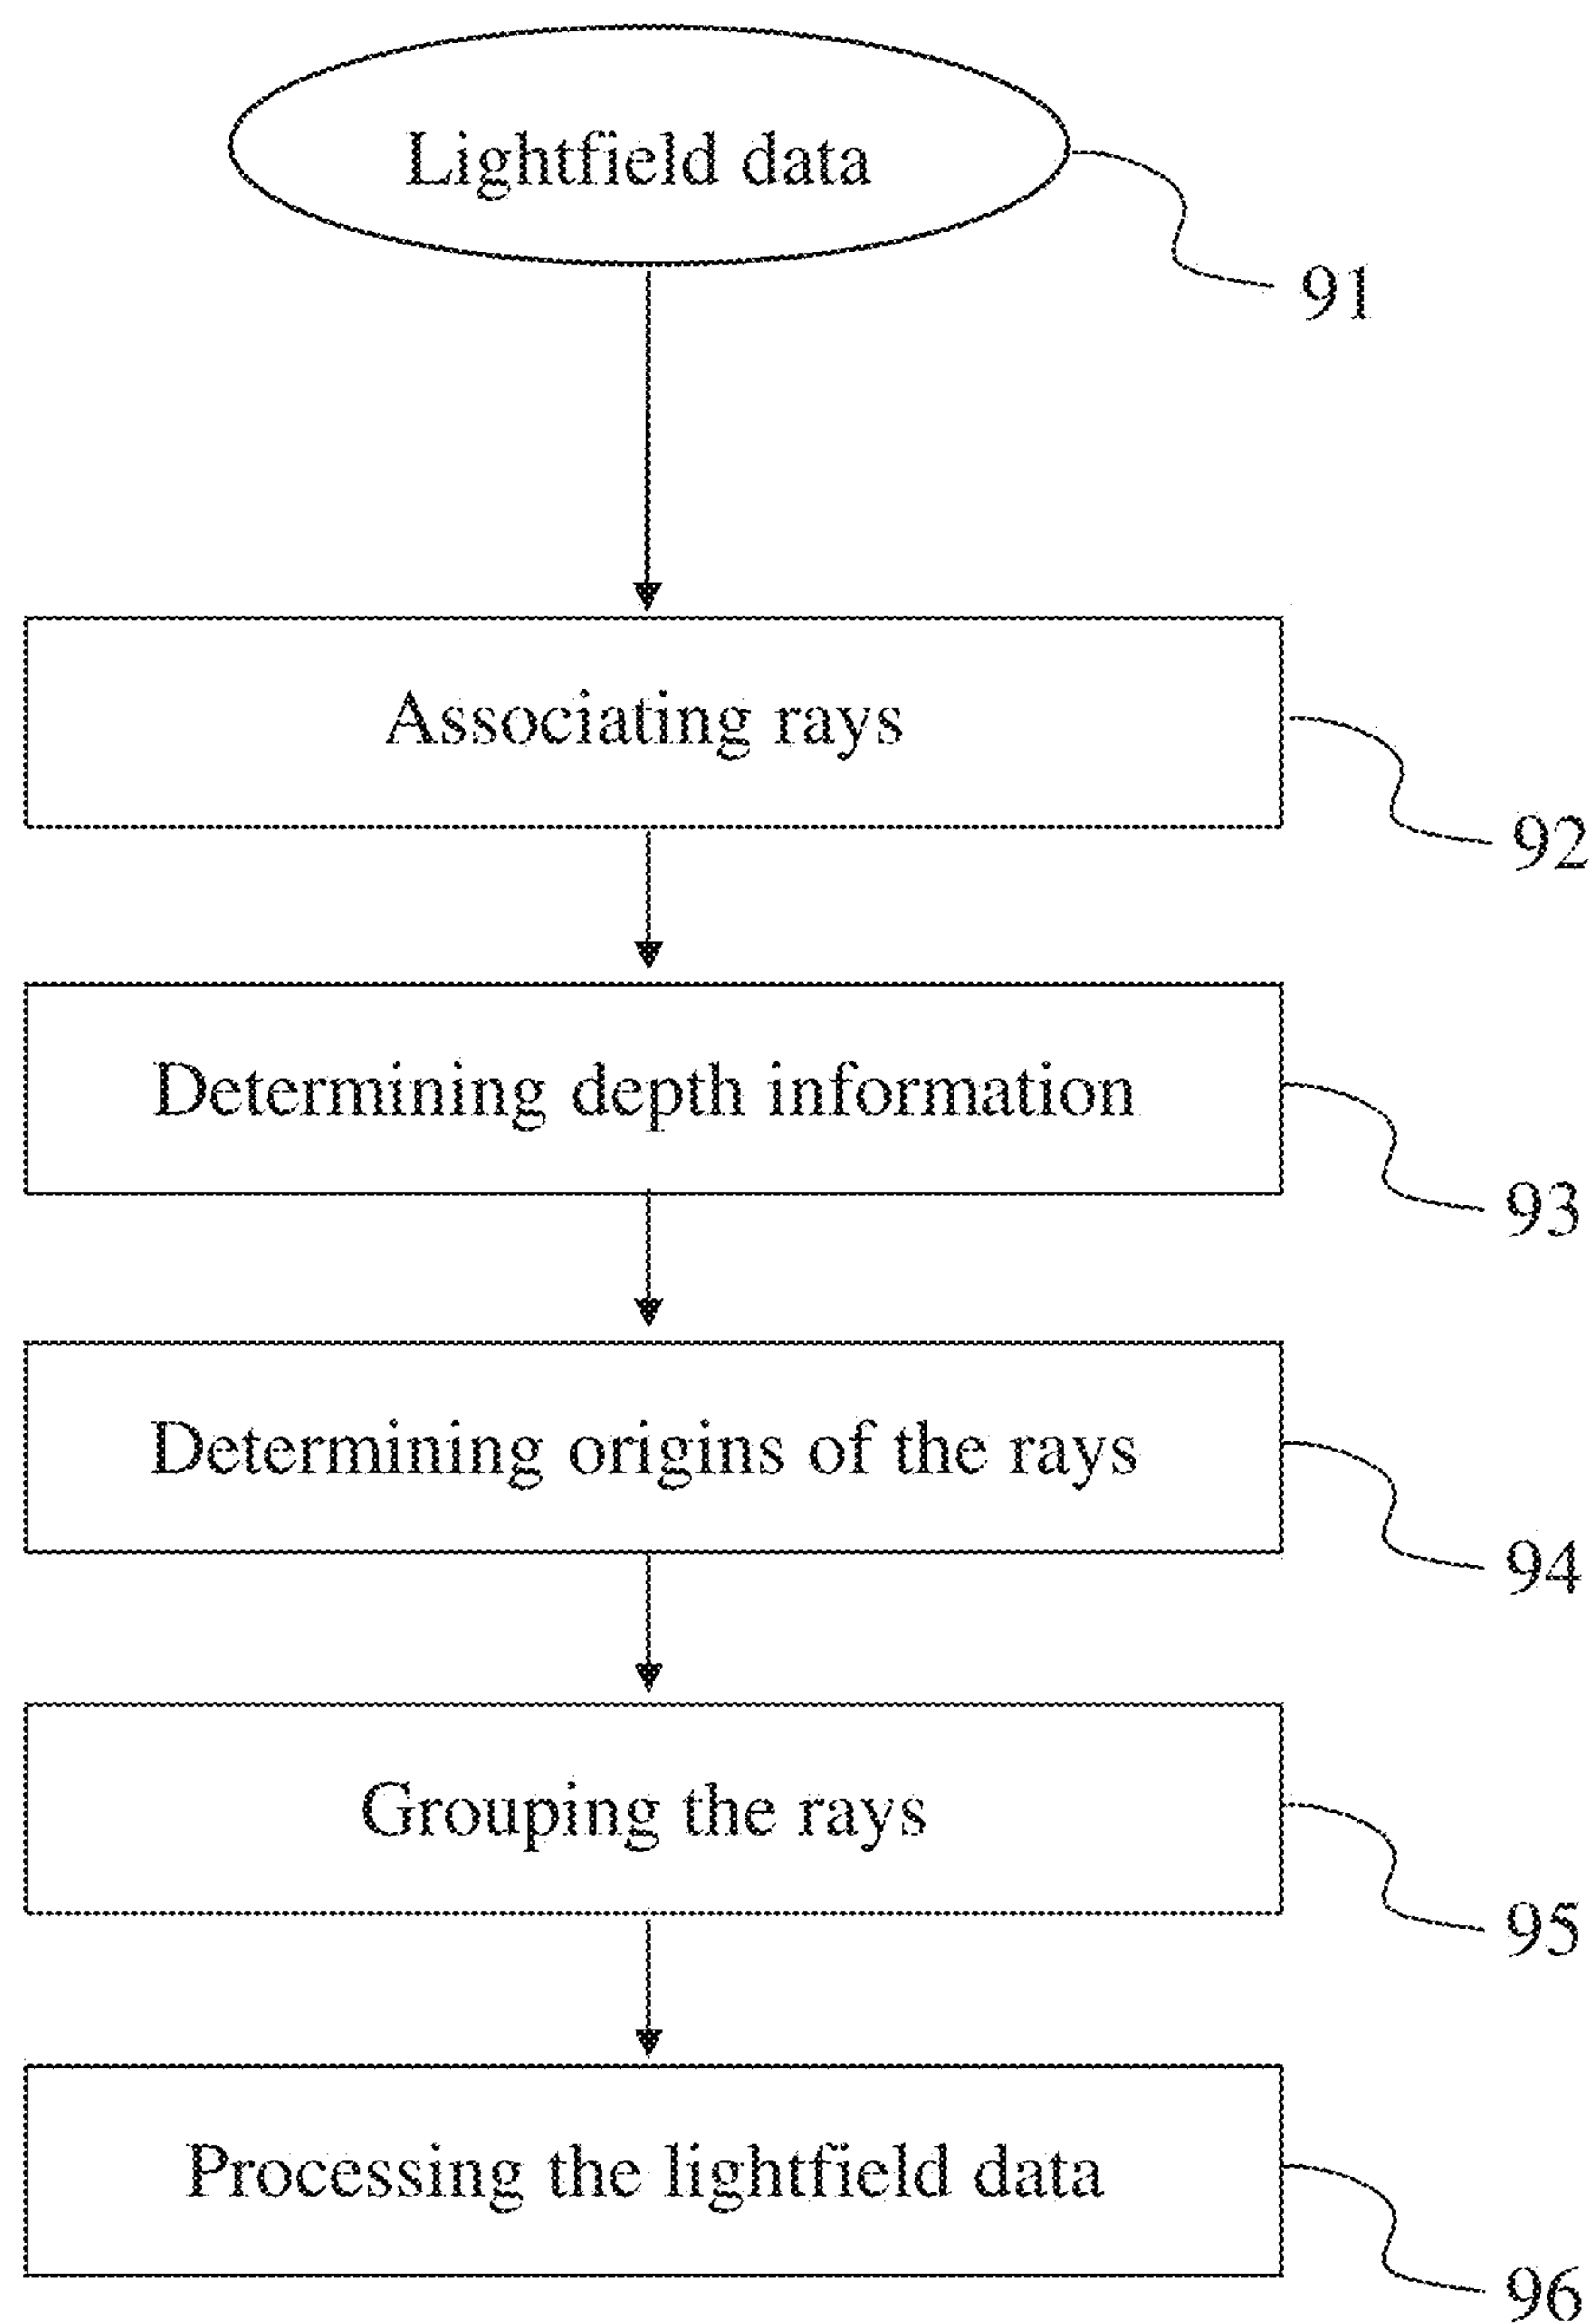 Lightfield data
91
Associating rays
92
Determining depth information
93
Determining origins of the rays
94
Grouping the rays
95
Processing the lightfield data
96